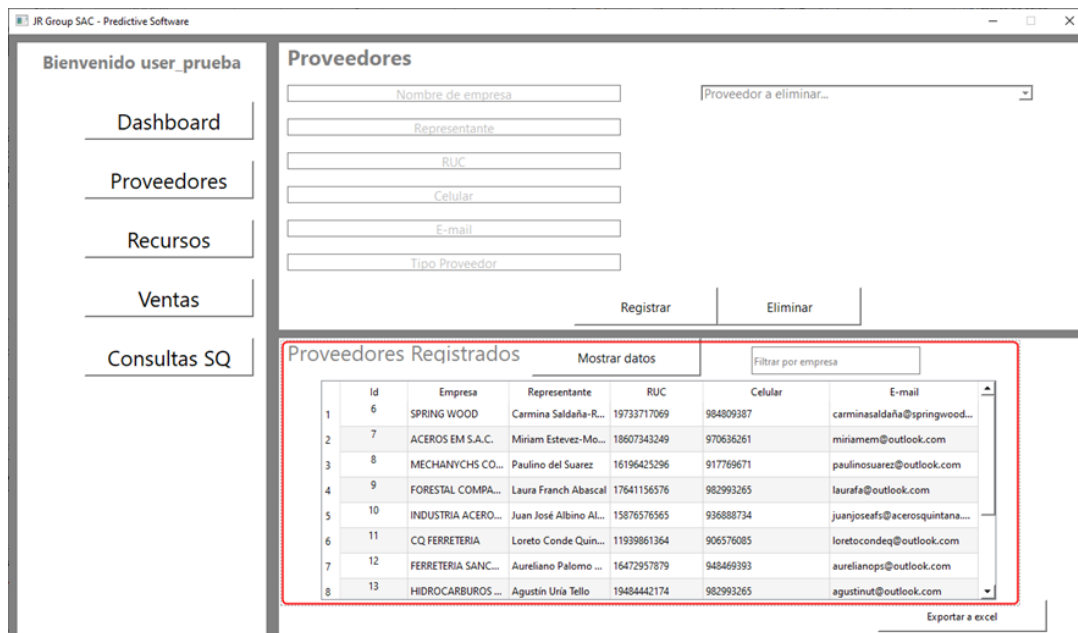 JR Group SAC - Predictive Software
Bienvenido user_prueba
Dashboard
Proveedores
Recursos
Ventas
Consultas SQ
Proveedores
Nombre de empresa
Proveedor a eliminar...
Representante
RUC
Celular
E-mail
Tipo Proveedor
Registrar Eliminar
Proveedores Registrados Mostrar datos Filtrar por empresa
Id Empresa Representante RUC Celular E-mail
1 6 SPRING WOOD Carmina Saldaña-R... 19733717069 984809387 carminasaldaña@springwood...
2 7 ACEROS EM S.A.C. Miriam Estevez-Mo... 18607343249 970636261 miriamem@outlook.com
3 8 MECHANYCHS CO... Paulino del Suarez 16196425296 917769671 paulinosuarez@outlook.com
4 9 FORESTAL COMPA... Laura Franch Abascal 17641156576 982993265 laurafa@outlook.com
5 10 INDUSTRIA ACERO... Juan José Albino Al... 15876576565 936888734 juanjoseafs@acerosquintana....
6 11 CQ FERRETERIA Loreto Conde Quin... 11939861364 906576085 loretocondeq@outlook.com
7 12 FERRETERIA SANC... Aureliano Palomo ... 16472957879 948469393 aurelianops@outlook.com
8 13 HIDROCARBUROS ... Agustín Uría Tello 19484442174 982993265 agustinut@outlook.com
Exportar a excel